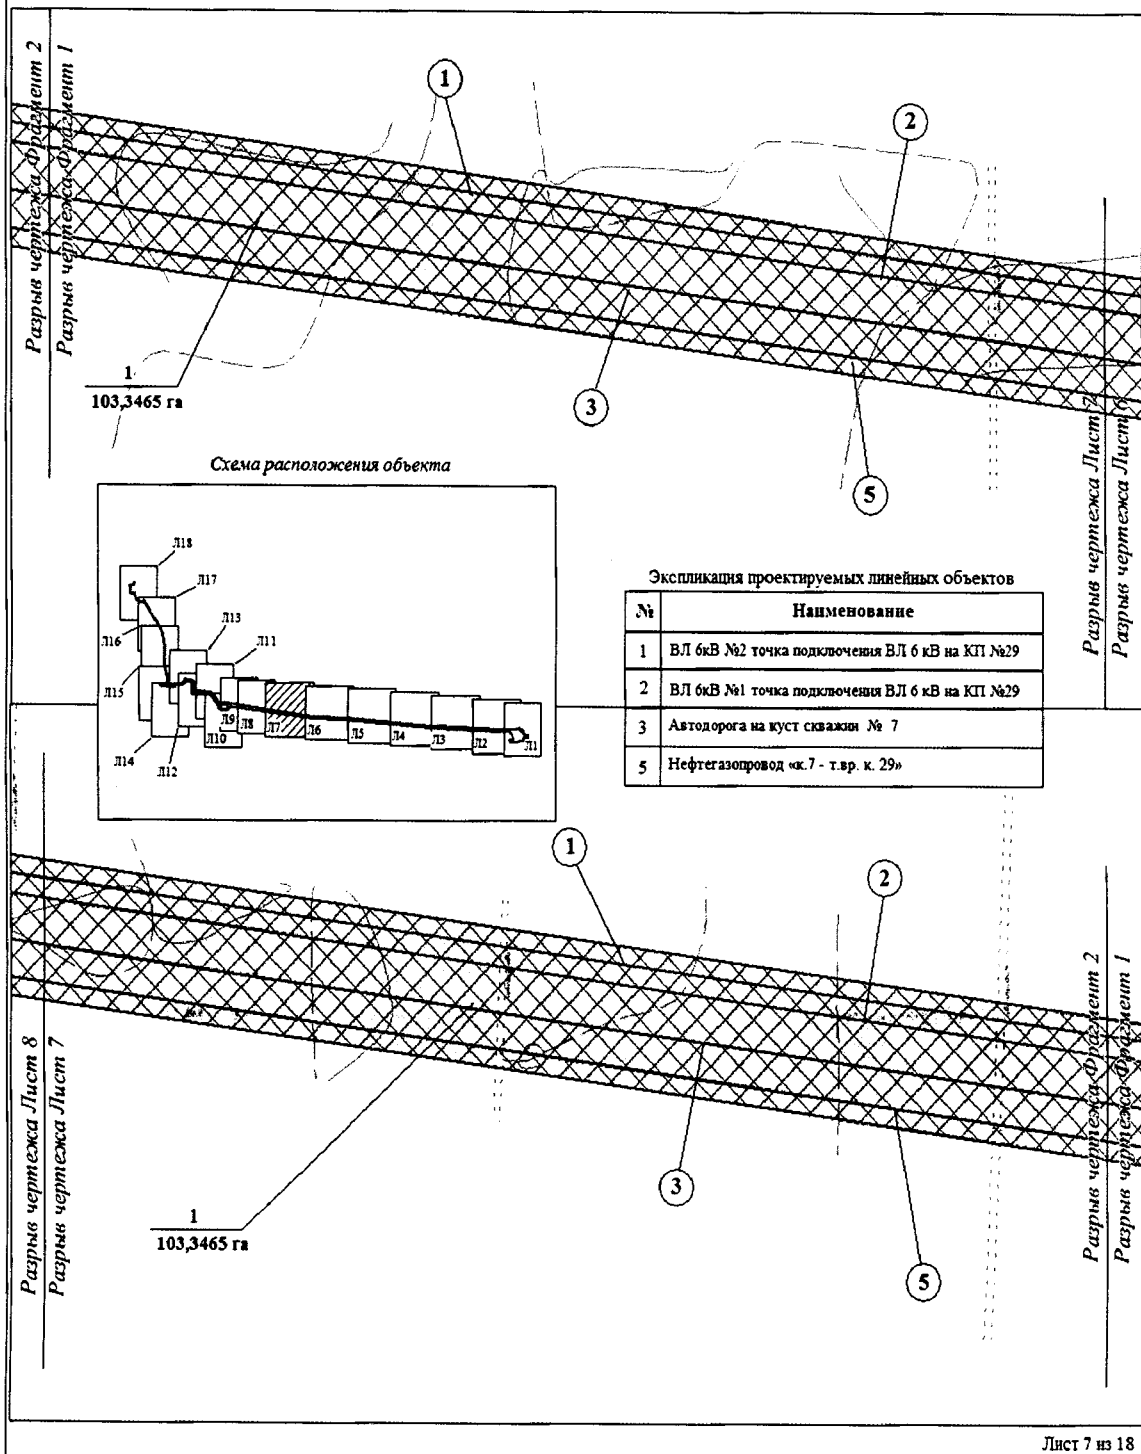 Разрыв чертежа Фрагмент 2
Разрыв чертежа Фрагмент 1
1
2
1
103,3465 га
3
5
Разрыв чертежа Лист 7
Разрыв чертежа Лист 6
Схема расположения объекта
Л18
Л17
Л16
Л13
Л11
Л15
Л14
Л12
Л10
Л9
Л8
Л7
Л6
Л5
Л4
Л3
Л2
Л1
Экспликация проектируемых линейных объектов
№ Наименование
1 ВЛ 6кВ №2 точка подключения ВЛ 6 кВ на КП №29
2 ВЛ 6кВ №1 точка подключения ВЛ 6 кВ на КП №29
3 Автодорога на куст скважин № 7
5 Нефтегазопровод «к.7 - т.вр. к. 29»
1
2
Разрыв чертежа Лист 8
Разрыв чертежа Лист 7
1
103,3465 га
3
5
Разрыв чертежа Фрагмент 2
Разрыв чертежа Фрагмент 1
Лист 7 из 18